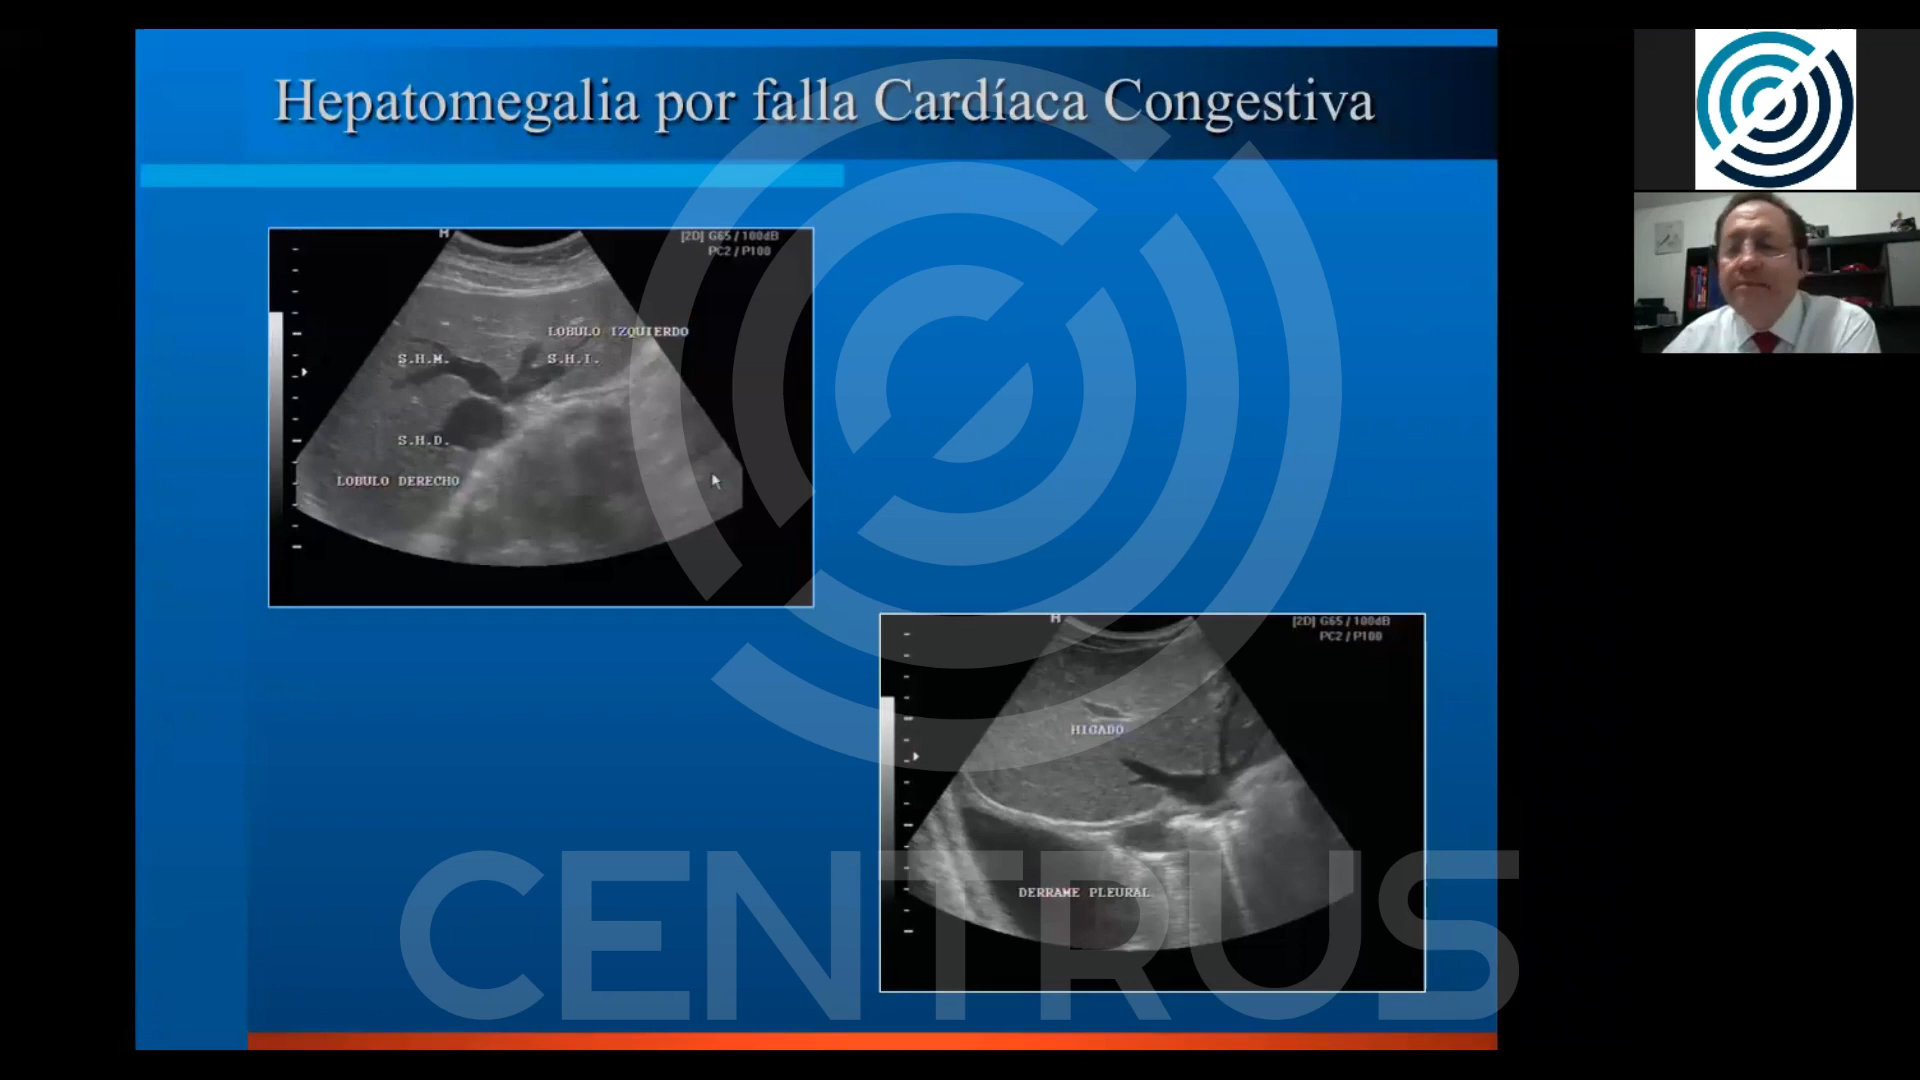 Hepatomegalia por falla Cardíaca Congestiva
H
[2D] G65 / 100dB
PC2 / P100
LOBULO IZQUIERDO
S.H.M.
S.H.I.
S.H.D.
LOBULO DERECHO
H
[2D] G65 / 100dB
PC2 / P100
HIGADO
DERRAME PLEURAL
CENTRUS